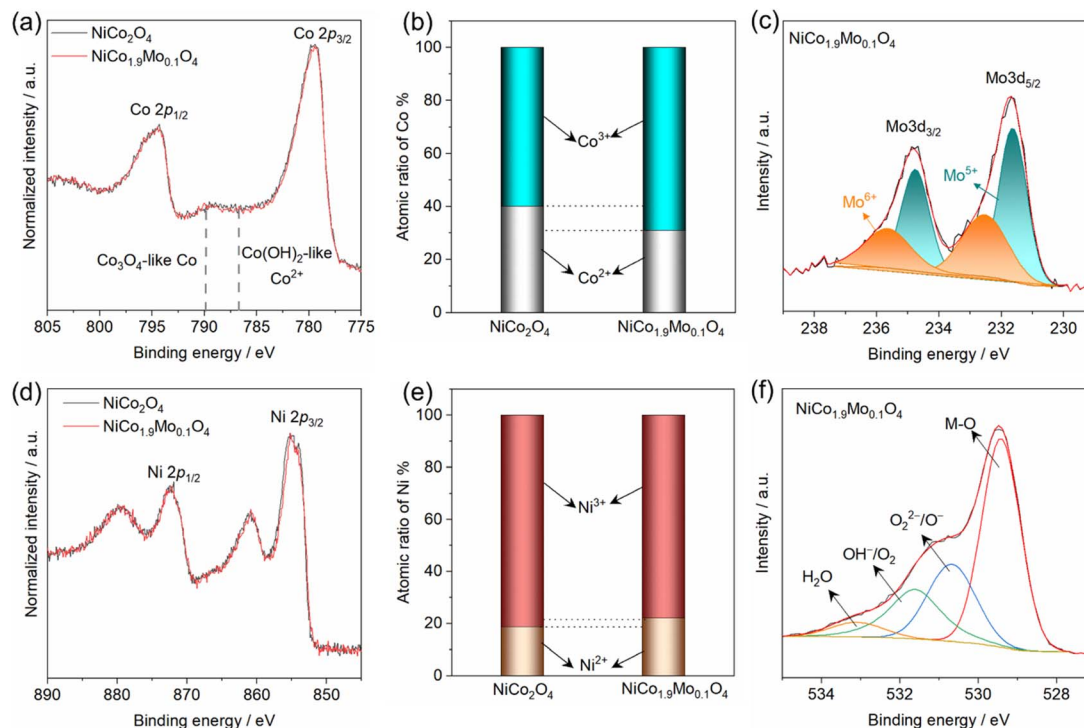 (a)
NiCo₂O₄
NiCo₁.₉Mo₀.₁O₄
Co 2p₃/₂
Co 2p₁/₂
Co₃O₄-like Co
Co(OH)₂-like
Co²⁺
Normalized intensity / a.u.
805 800 795 790 785 780 775
Binding energy / eV
(b)
100
80
60
40
20
0
Atomic ratio of Co %
Co³⁺
Co²⁺
NiCo₂O₄
NiCo₁.₉Mo₀.₁O₄
(c)
NiCo₁.₉Mo₀.₁O₄
Mo3d₅/₂
Mo3d₃/₂
Mo⁵⁺
Mo⁶⁺
Intensity / a.u.
238 236 234 232 230
Binding energy / eV
(d)
NiCo₂O₄
NiCo₁.₉Mo₀.₁O₄
Ni 2p₃/₂
Ni 2p₁/₂
Normalized intensity / a.u.
890 880 870 860 850
Binding energy / eV
(e)
100
80
60
40
20
0
Atomic ratio of Ni %
Ni³⁺
Ni²⁺
NiCo₂O₄
NiCo₁.₉Mo₀.₁O₄
(f)
NiCo₁.₉Mo₀.₁O₄
M-O
O₂²⁻/O⁻
OH⁻/O₂
H₂O
Intensity / a.u.
534 532 530 528
Binding energy / eV